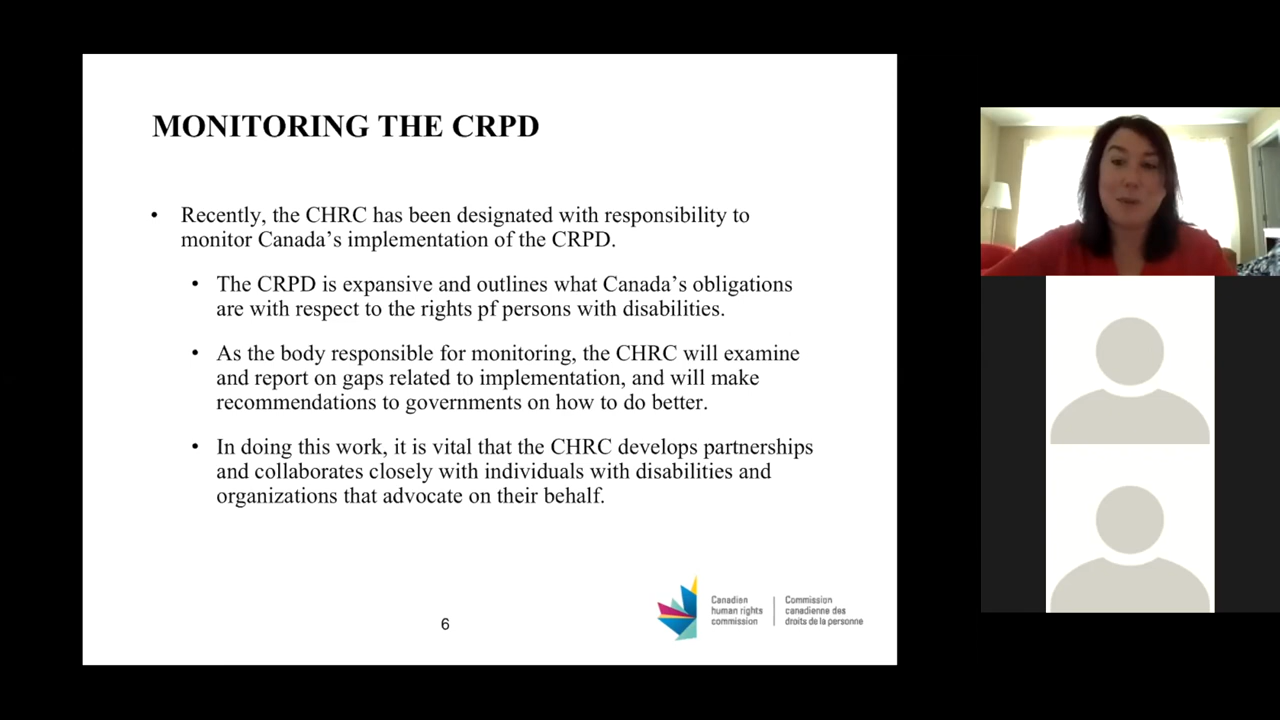 MONITORING THE CRPD
• Recently, the CHRC has been designated with responsibility to
monitor Canada’s implementation of the CRPD.
• The CRPD is expansive and outlines what Canada’s obligations
are with respect to the rights pf persons with disabilities.
• As the body responsible for monitoring, the CHRC will examine
and report on gaps related to implementation, and will make
recommendations to governments on how to do better.
• In doing this work, it is vital that the CHRC develops partnerships
and collaborates closely with individuals with disabilities and
organizations that advocate on their behalf.
6
Canadian
human rights
commission
Commission
canadienne des
droits de la personne